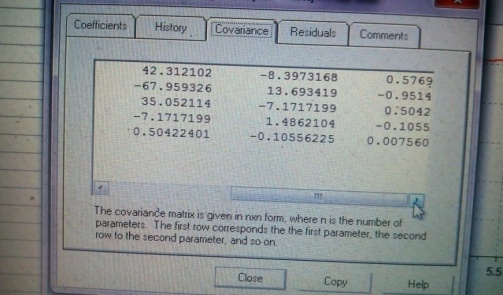 Coefficients History Covariance Residuals Comments
42.312102 -8.3973168 0.5769
-67.959326 13.693419 -0.9514
35.052114 -7.1717199 0.5042
-7.1717199 1.4862104 -0.1055
0.50422401 -0.10556225 0.007560
The covariance matrix is given in nxn form, where n is the number of
parameters. The first row corresponds the the first parameter, the second
row to the second parameter, and so on.
Close Copy Help
5.5